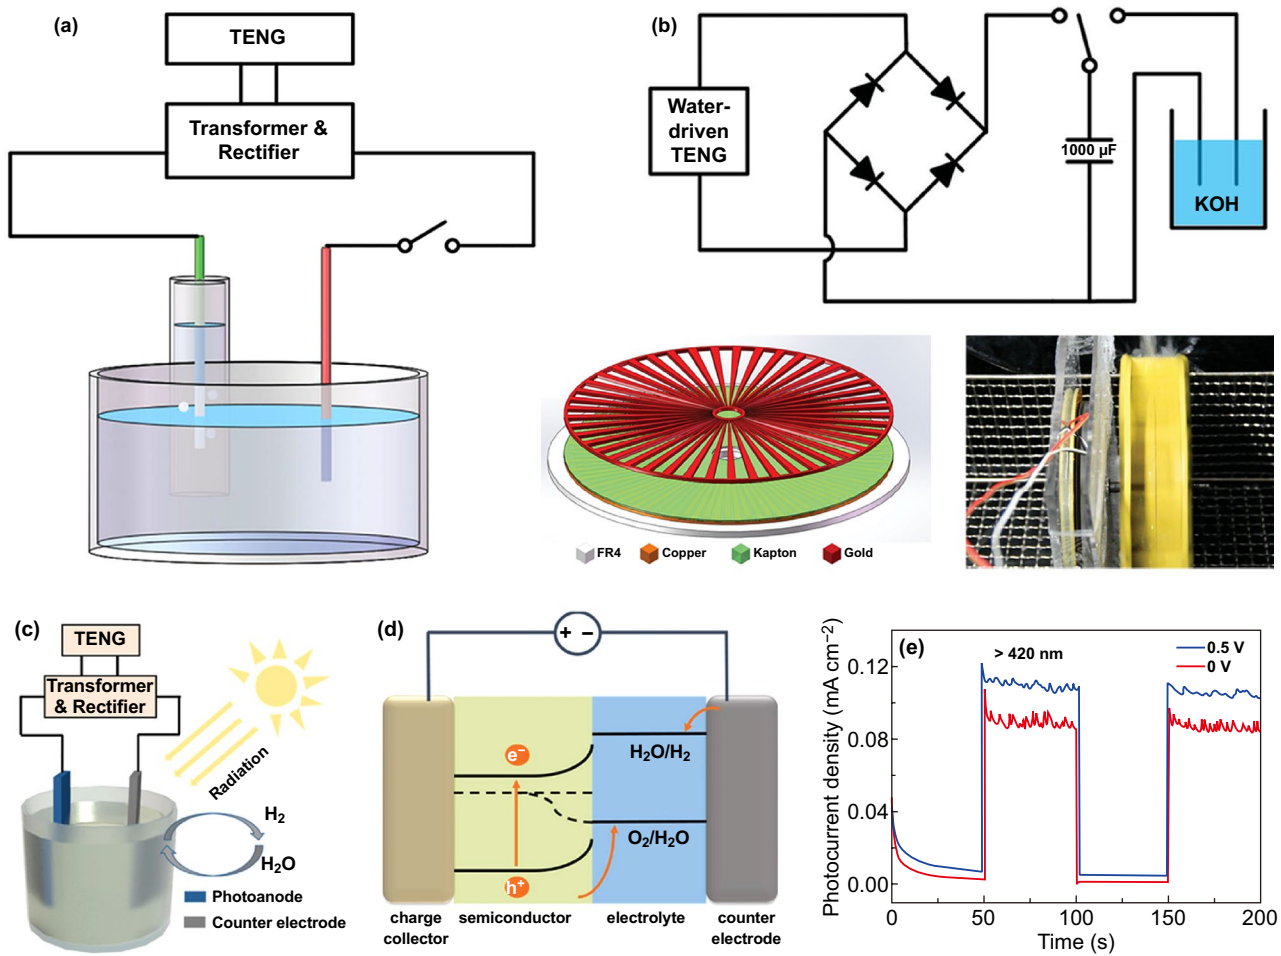 (a)
TENG
Transformer &
Rectifier
(b)
Water-
driven
TENG
1000 µF
KOH
FR4
Copper
Kapton
Gold
(c)
TENG
Transformer
& Rectifier
Radiation
H2
H2O
Photoanode
Counter electrode
(d)
+ −
e−
H2O/H2
O2/H2O
h+
charge
collector
semiconductor
electrolyte
counter
electrode
(e)
> 420 nm
0.5 V
0 V
Photocurrent density (mA cm−2)
0.12
0.08
0.04
0.00
0
50
100
150
200
Time (s)